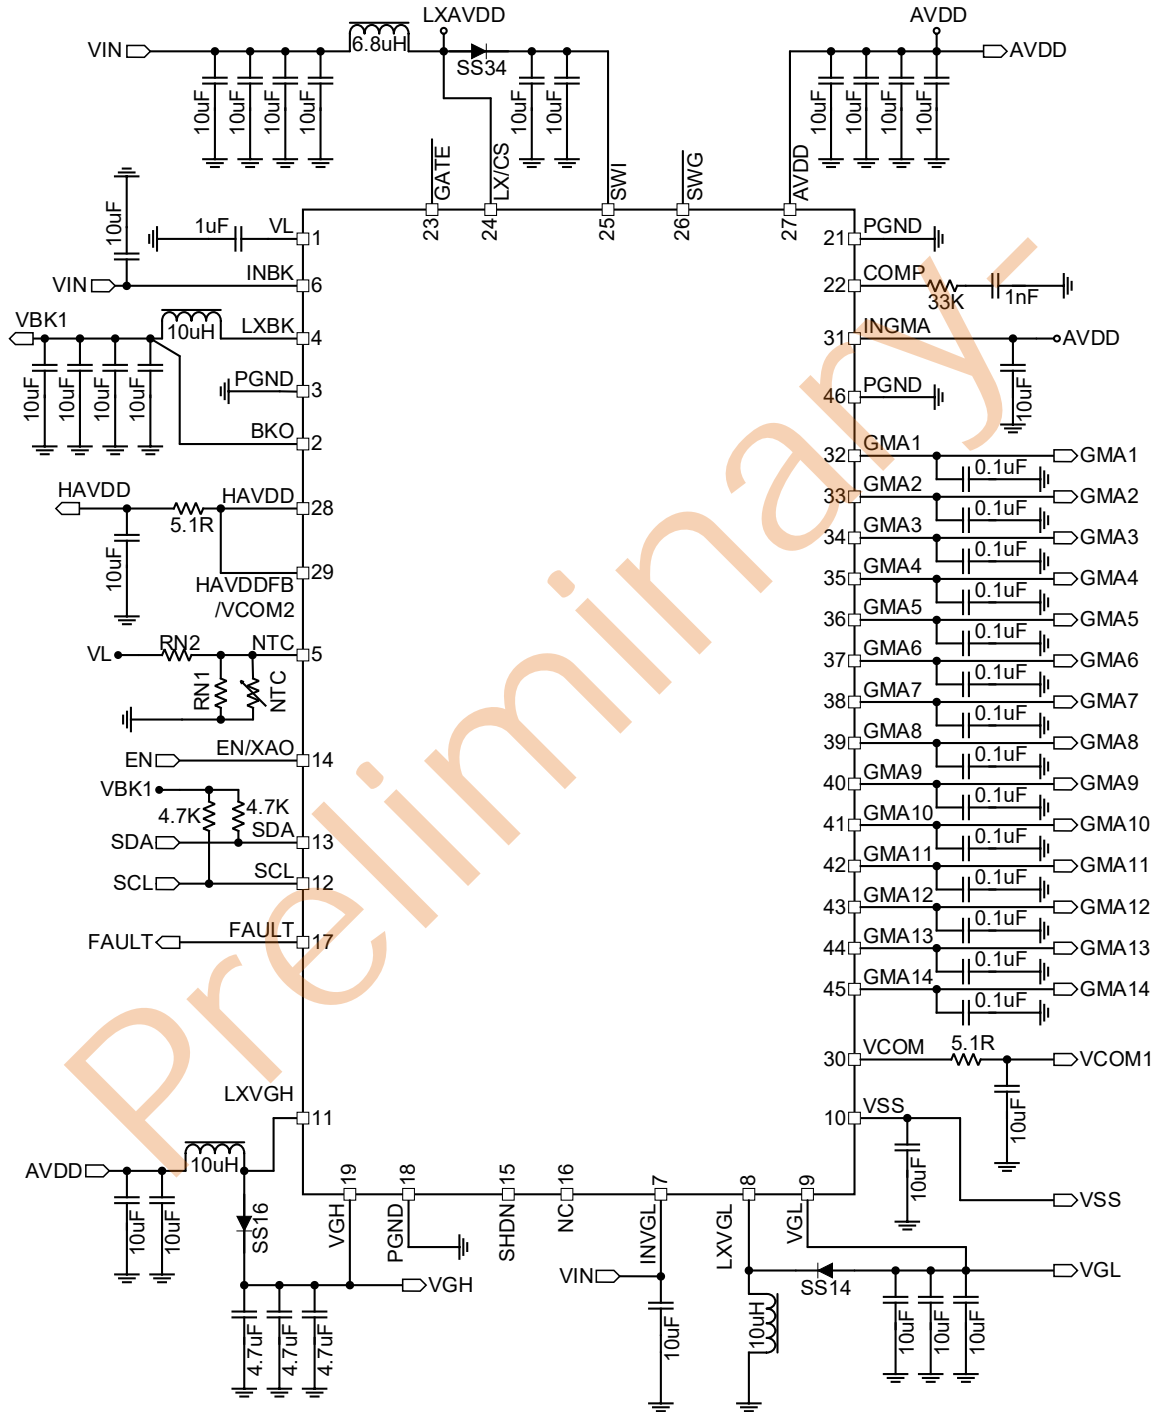 LXAVDD
AVDD
VIN
6.8uH
SS34
AVDD
10uF
10uF
10uF
10uF
10uF
10uF
10uF
10uF
10uF
10uF
GATE
LX/CS
SWI
SWG
AVDD
23
24
25
26
27
10uF
1uF
VL
1
21
PGND
VIN
INBK
6
22
COMP
33K
1nF
VBK1
10uH
LXBK
4
31
INGMA
AVDD
10uF
10uF
10uF
10uF
PGND
3
46
PGND
10uF
BKO
2
32
GMA1
0.1uF
GMA1
HAVDD
5.1R
HAVDD
28
33
GMA2
0.1uF
GMA2
10uF
34
GMA3
0.1uF
GMA3
29
HAVDDFB
/VCOM2
35
GMA4
0.1uF
GMA4
36
GMA5
0.1uF
GMA5
VL
RN2
NTC
5
RN1
NTC
37
GMA6
0.1uF
GMA6
38
GMA7
0.1uF
GMA7
EN
EN/XAO
14
39
GMA8
0.1uF
GMA8
VBK1
4.7K
4.7K
40
GMA9
0.1uF
GMA9
SDA
SDA
13
41
GMA10
0.1uF
GMA10
SCL
SCL
12
42
GMA11
0.1uF
GMA11
43
GMA12
0.1uF
GMA12
FAULT
FAULT
17
44
GMA13
0.1uF
GMA13
45
GMA14
0.1uF
GMA14
30
VCOM
5.1R
VCOM1
10uF
LXVGH
11
10
VSS
10uF
VSS
AVDD
10uH
10uF
10uF
SS16
19
18
15
16
7
8
9
VGH
PGND
SHDN
NC
INVGL
LXVGL
VGL
VGH
4.7uF
4.7uF
4.7uF
VIN
10uF
10uH
SS14
VGL
10uF
10uF
10uF
Preliminary-